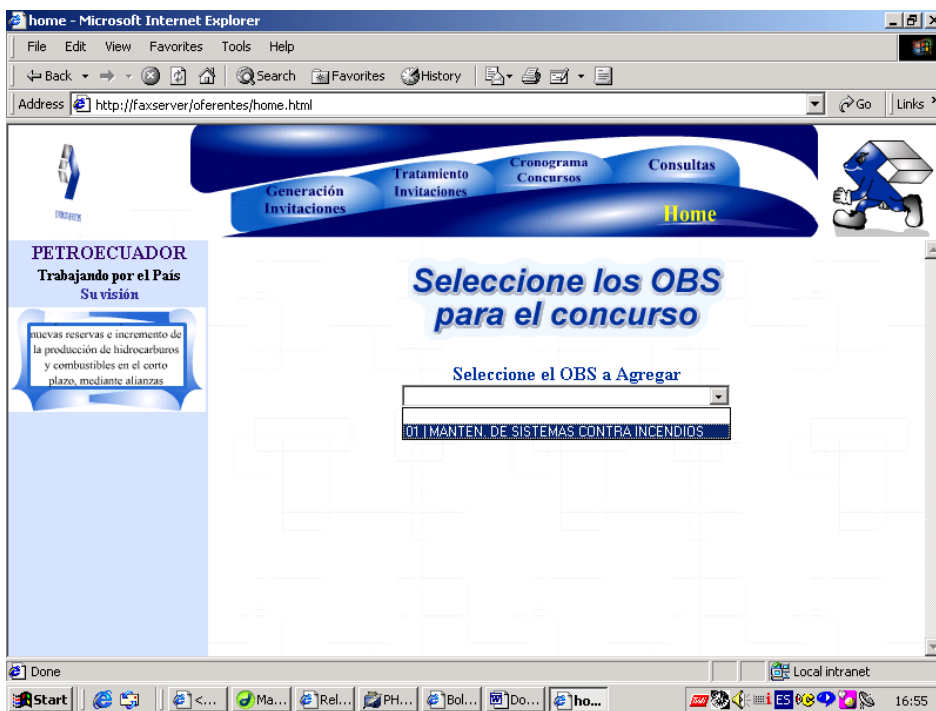 home - Microsoft Internet Explorer
File Edit View Favorites Tools Help
Back Search Favorites History
Address http://faxserver/oferentes/home.html Go Links
Generación
Invitaciones
Tratamiento
Invitaciones
Cronograma
Concursos
Consultas
Home
PETROECUADOR
Trabajando por el País
Su visión
nuevas reservas e incremento de
la producción de hidrocarburos
y combustibles en el corto
plazo, mediante alianzas
Seleccione los OBS
para el concurso
Seleccione el OBS a Agregar
01 | MANTEN. DE SISTEMAS CONTRA INCENDIOS
Done Local intranet
Start <... Ma... Rel... PH... Bol... Do... ho... ES 16:55